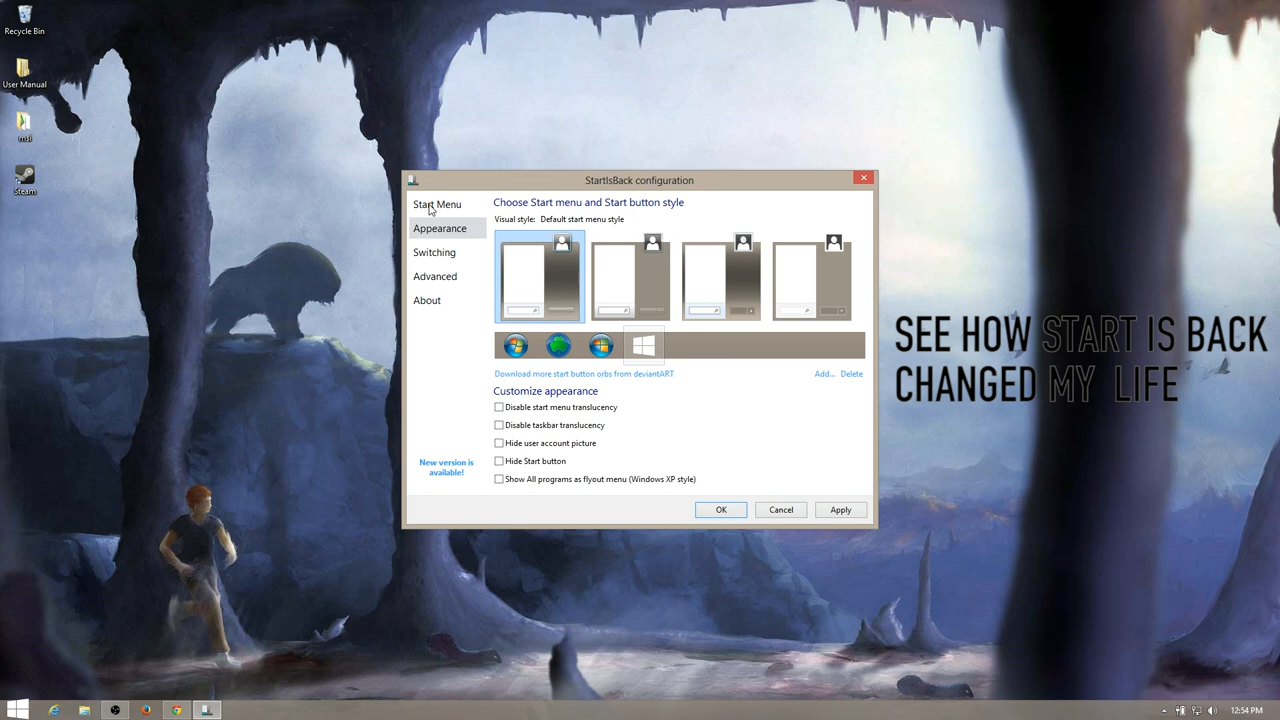 Recycle Bin
User Manual
msi
Steam
StartIsBack configuration
Start Menu
Appearance
Switching
Advanced
About
New version is
available!
Choose Start menu and Start button style
Visual style: Default start menu style
Download more start button orbs from deviantART
Add... Delete
Customize appearance
Disable start menu translucency
Disable taskbar translucency
Hide user account picture
Hide Start button
Show All programs as flyout menu (Windows XP style)
OK Cancel Apply
SEE HOW START IS BACK
CHANGED MY LIFE
12:54 PM